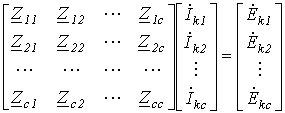 Z₁₁ Z₁₂ ⋯ Z₁c İk1 Ėk1
Z₂₁ Z₂₂ ⋯ Z₂c İk2 = Ėk2
⋯ ⋯ ⋯ ⋯ ⋮ ⋮
Zc1 Zc2 ⋯ Zcc İkc Ėkc